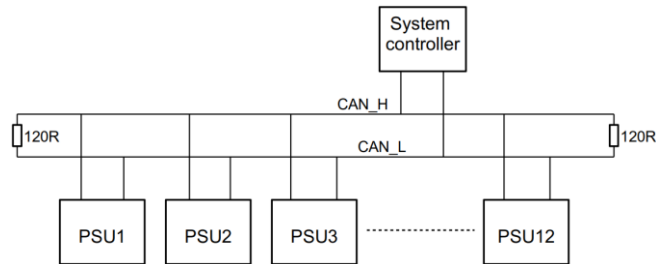 System
controller
CAN_H
120R
120R
CAN_L
PSU1
PSU2
PSU3
PSU12